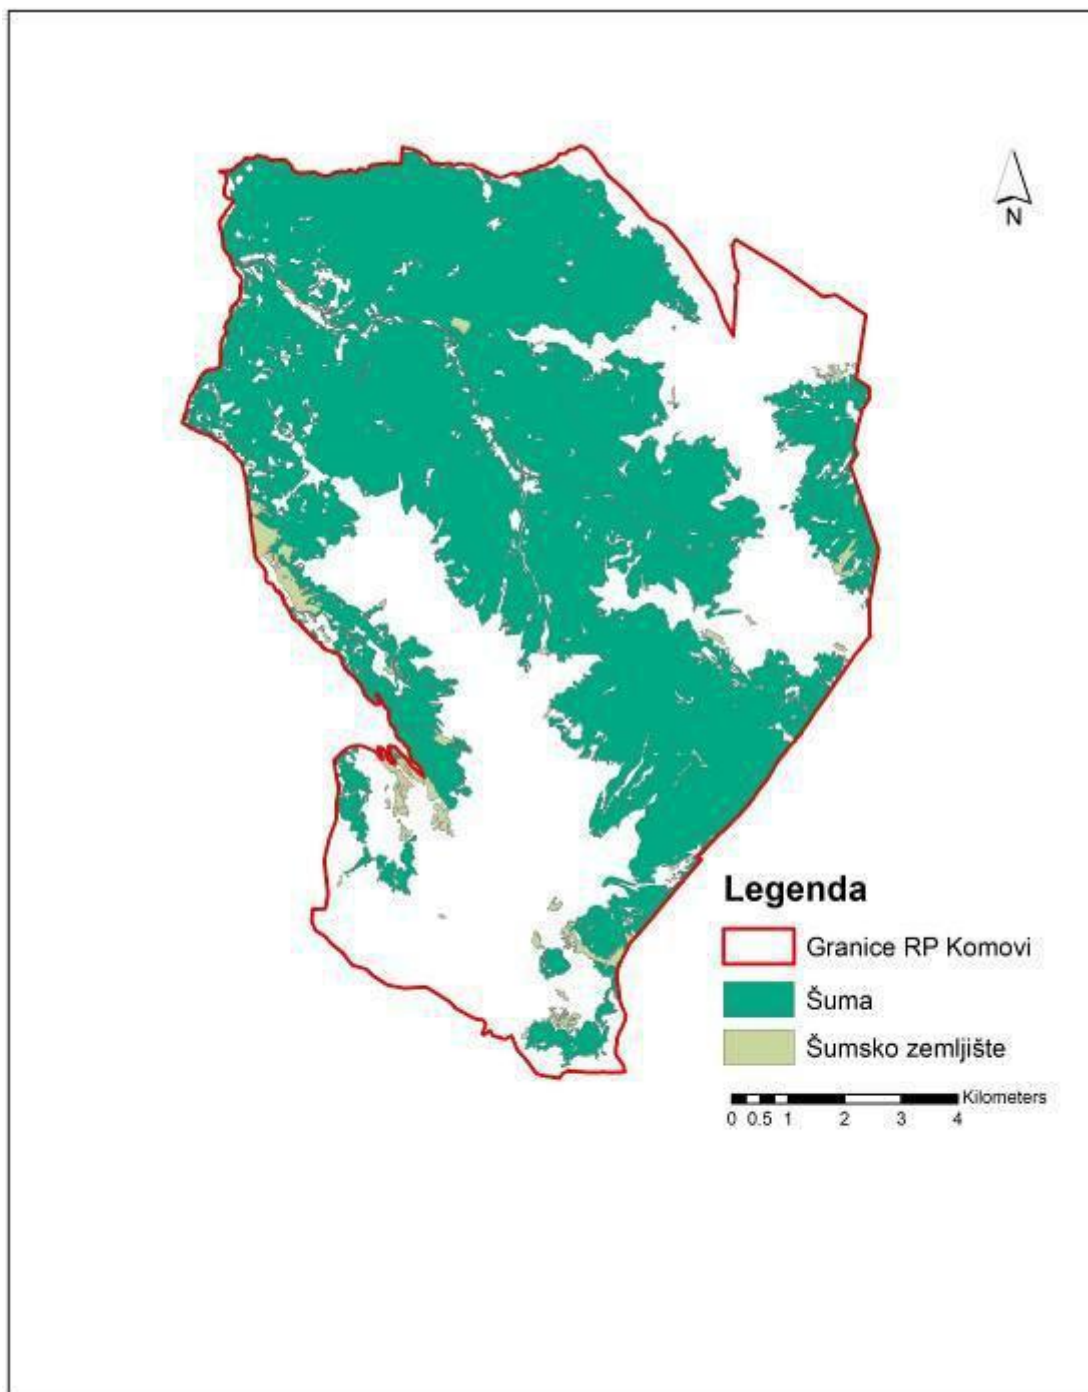 N
Legenda
Granice RP Komovi
Šuma
Šumsko zemljište
Kilometers
0 0.5 1 2 3 4